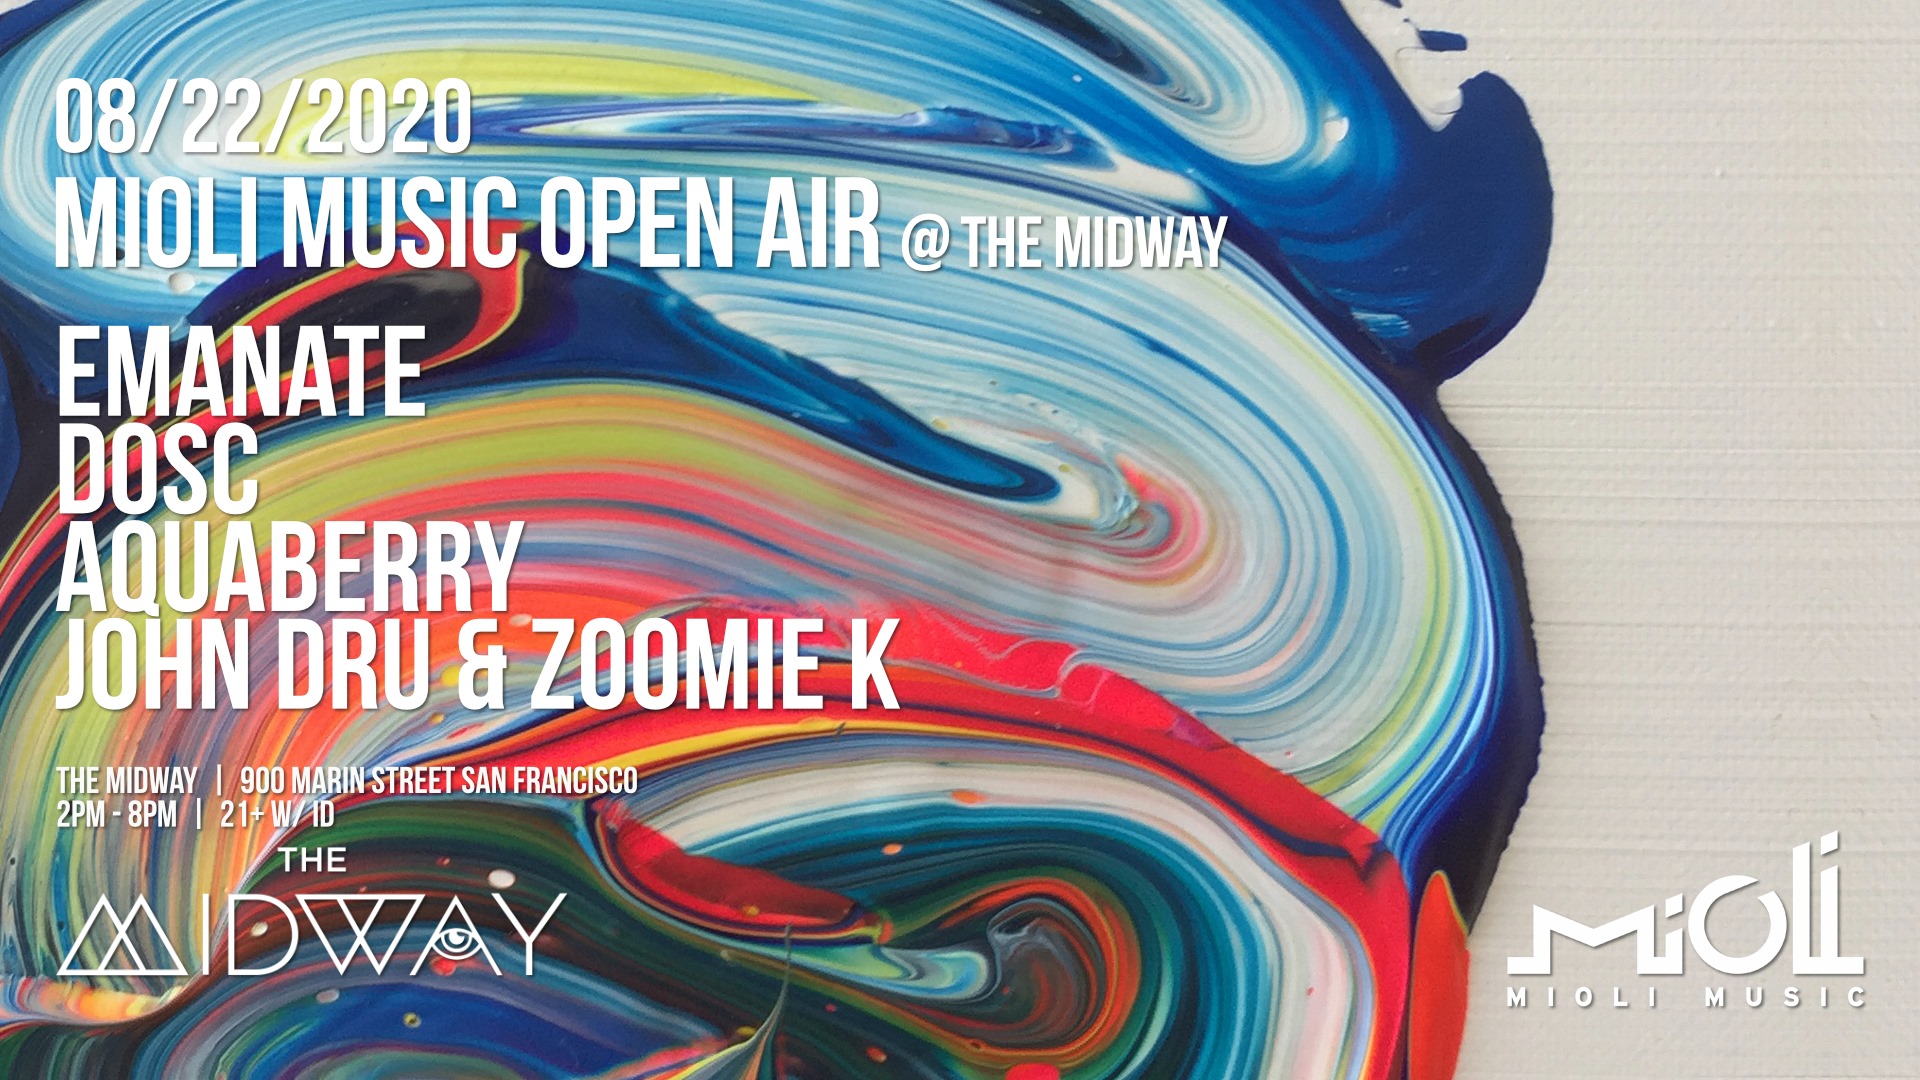 08/22/2020
MIOLI MUSIC OPEN AIR @ THE MIDWAY
EMANATE
DOSC
AQUABERRY
JOHN DRU & ZOOMIE K
THE MIDWAY | 900 MARIN STREET SAN FRANCISCO
2PM - 8PM | 21+ W/ ID
THE
MIDWAY
MiOli
MIOLI MUSIC